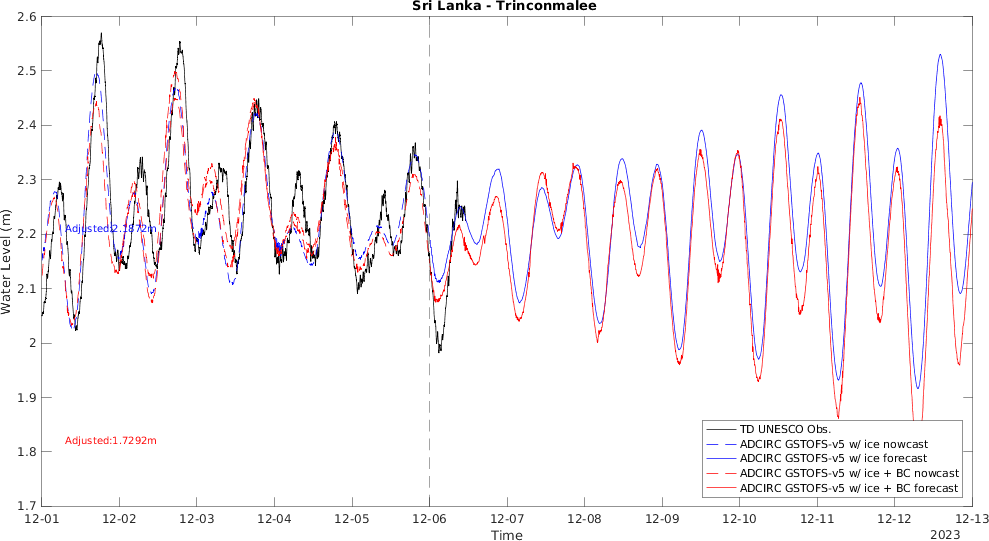 Sri Lanka - Trinconmalee
2.6
2.5
2.4
2.3
2.2
2.1
2
1.9
1.8
1.7
Water Level (m)
Adjusted:2.1872m
Adjusted:1.7292m
TD UNESCO Obs.
ADCIRC GSTOFS-v5 w/ ice nowcast
ADCIRC GSTOFS-v5 w/ ice forecast
ADCIRC GSTOFS-v5 w/ ice + BC nowcast
ADCIRC GSTOFS-v5 w/ ice + BC forecast
12-01 12-02 12-03 12-04 12-05 12-06 12-07 12-08 12-09 12-10 12-11 12-12 12-13
Time
2023